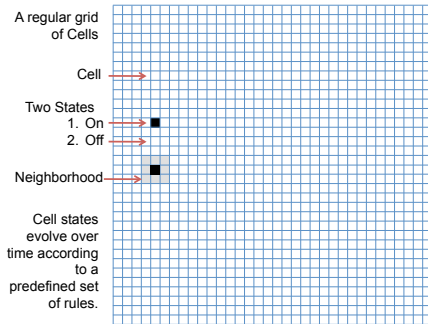 A regular grid
of Cells
Cell
Two States
1. On
2. Off
Neighborhood
Cell states
evolve over
time according
to a
predefined set
of rules.